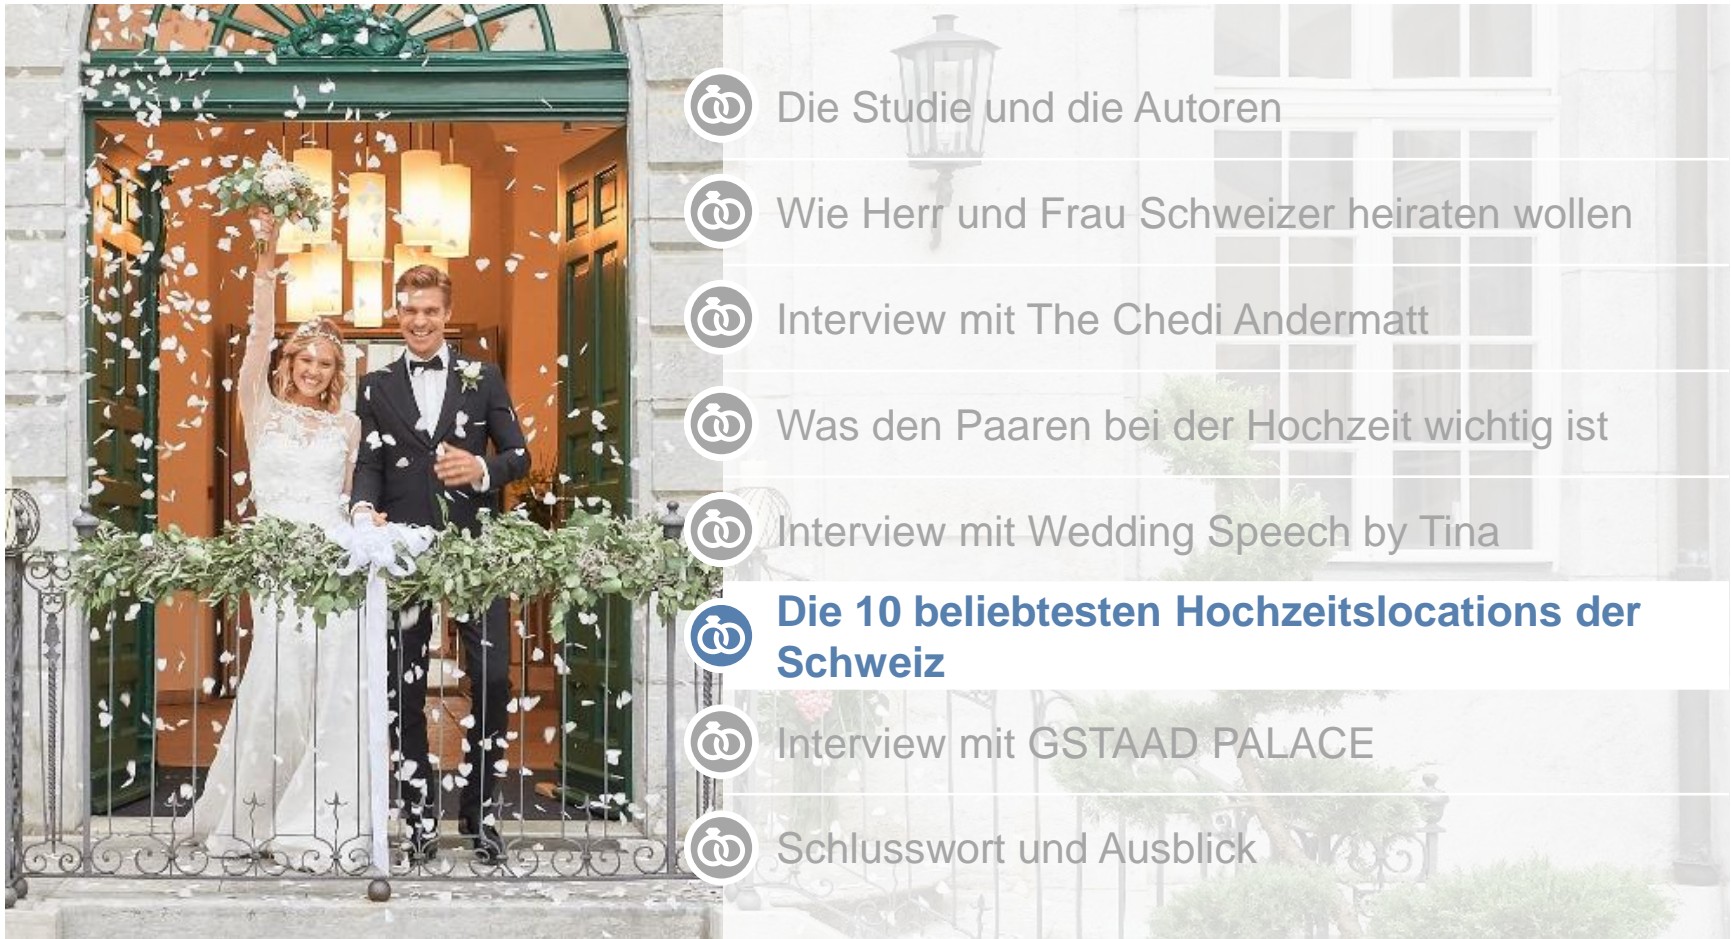 Die Studie und die Autoren
Wie Herr und Frau Schweizer heiraten wollen
Interview mit The Chedi Andermatt
Was den Paaren bei der Hochzeit wichtig ist
Interview mit Wedding Speech by Tina
Die 10 beliebtesten Hochzeitslocations der
Schweiz
Interview mit GSTAAD PALACE
Schlusswort und Ausblick